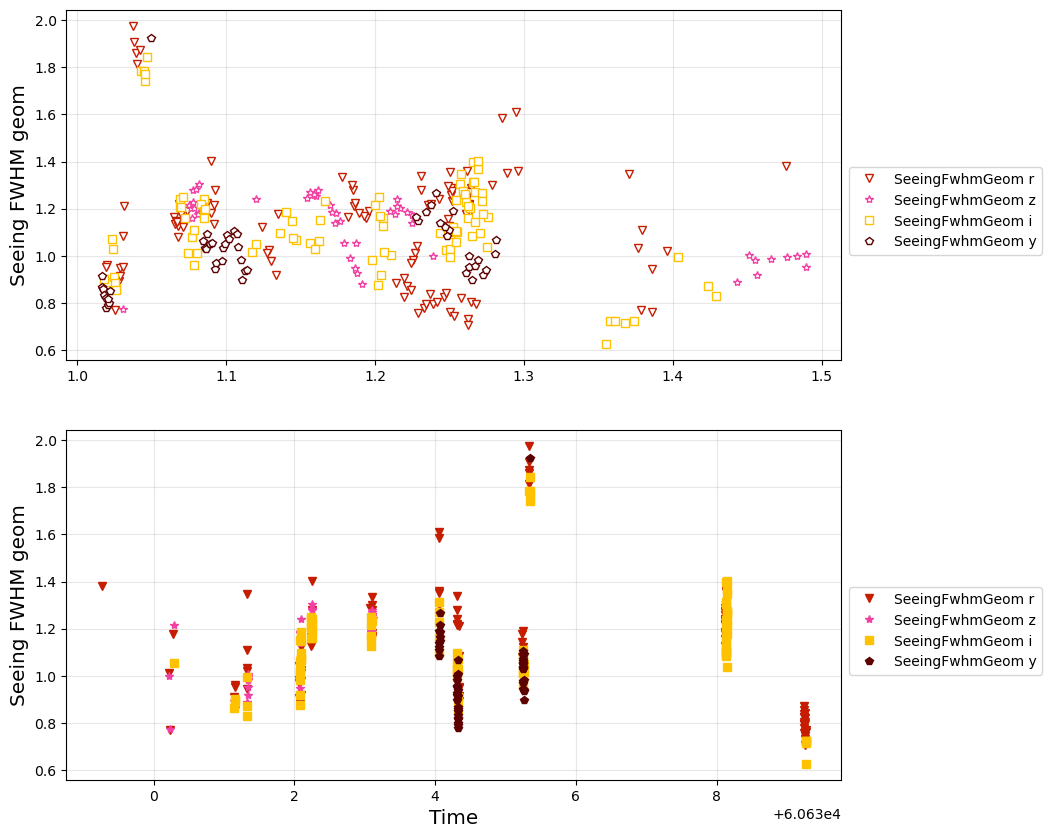 2.0
1.8
1.6
1.4
1.2
1.0
0.8
0.6
Seeing FWHM geom
1.0 1.1 1.2 1.3 1.4 1.5
SeeingFwhmGeom r
SeeingFwhmGeom z
SeeingFwhmGeom i
SeeingFwhmGeom y
2.0
1.8
1.6
1.4
1.2
1.0
0.8
0.6
Seeing FWHM geom
0 2 4 6 8
Time
+6.063e4
SeeingFwhmGeom r
SeeingFwhmGeom z
SeeingFwhmGeom i
SeeingFwhmGeom y